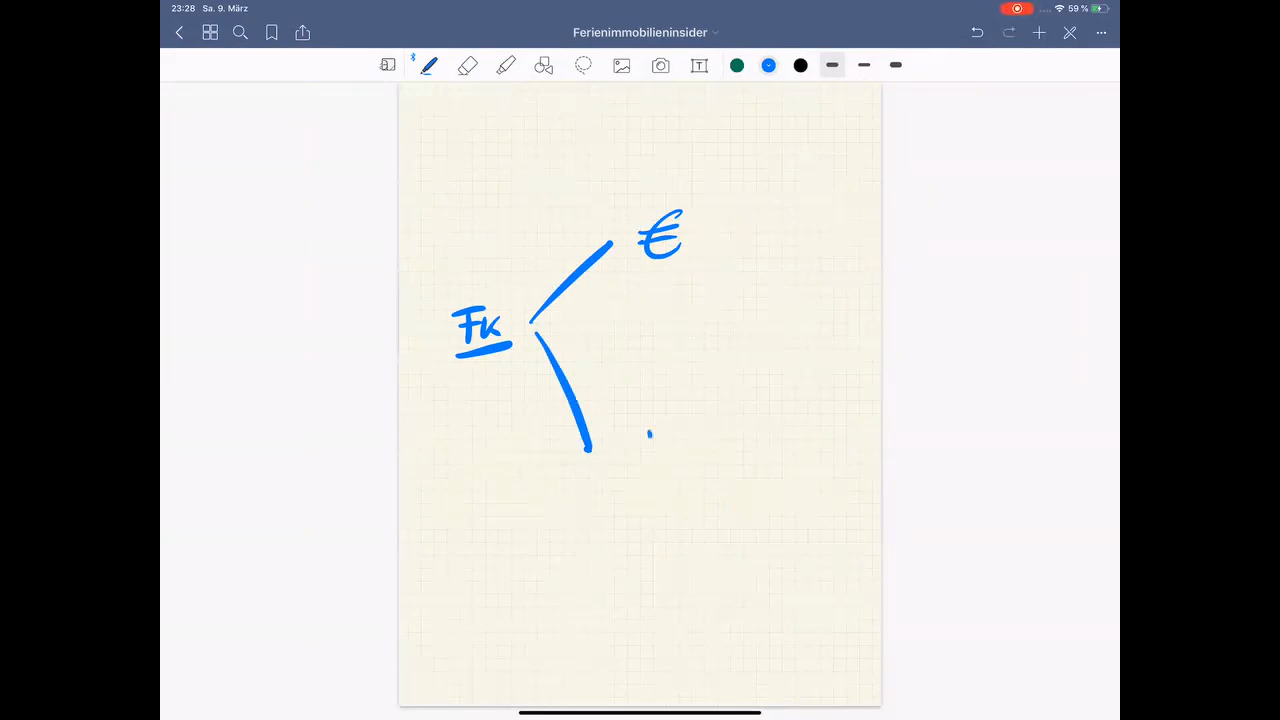 23:28 Sa. 9. März
59 %
Ferienimmobilieninsider
T
€
FK